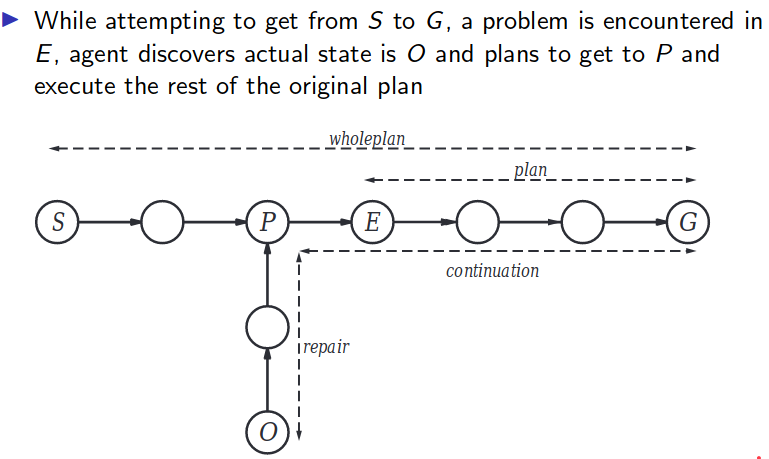 While attempting to get from S to G, a problem is encountered in
E, agent discovers actual state is O and plans to get to P and
execute the rest of the original plan
wholeplan
plan
S P E G
continuation
repair
O